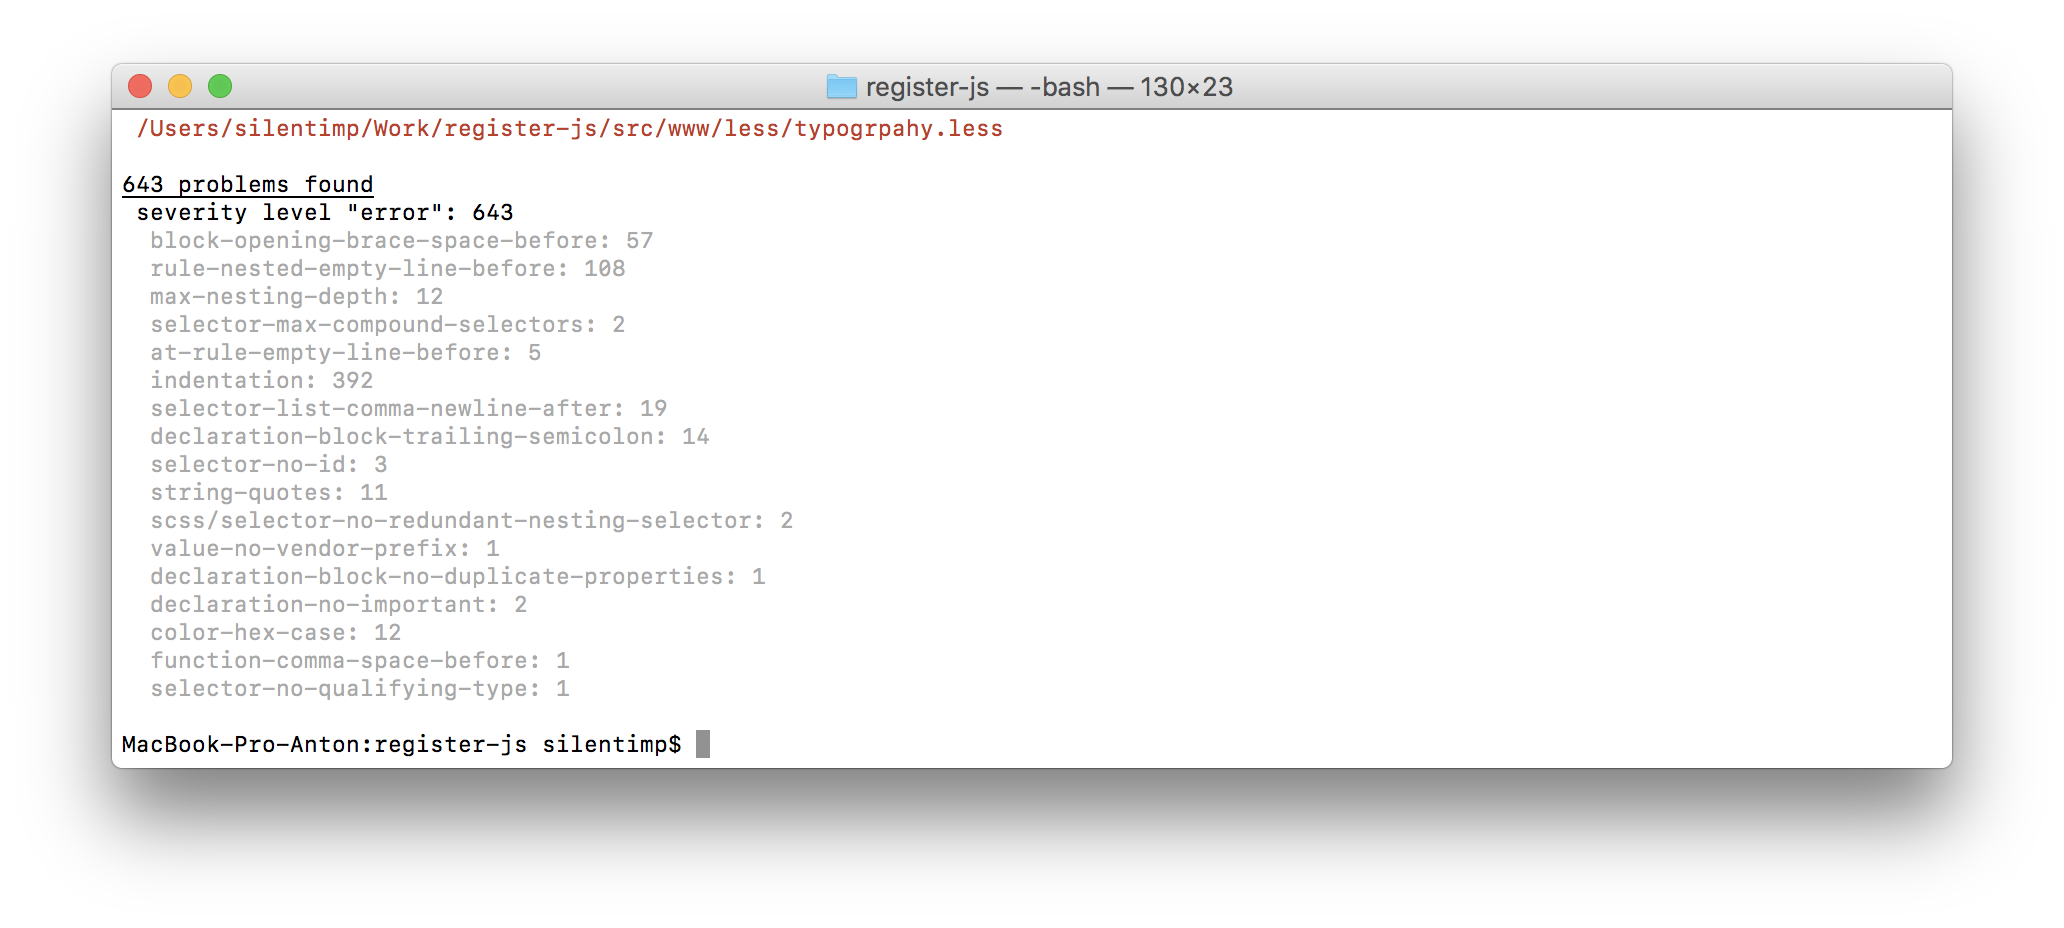 register-js — -bash — 130×23
/Users/silentimp/Work/register-js/src/www/less/typogrpahy.less
643 problems found
severity level "error": 643
block-opening-brace-space-before: 57
rule-nested-empty-line-before: 108
max-nesting-depth: 12
selector-max-compound-selectors: 2
at-rule-empty-line-before: 5
indentation: 392
selector-list-comma-newline-after: 19
declaration-block-trailing-semicolon: 14
selector-no-id: 3
string-quotes: 11
scss/selector-no-redundant-nesting-selector: 2
value-no-vendor-prefix: 1
declaration-block-no-duplicate-properties: 1
declaration-no-important: 2
color-hex-case: 12
function-comma-space-before: 1
selector-no-qualifying-type: 1
MacBook-Pro-Anton:register-js silentimp$